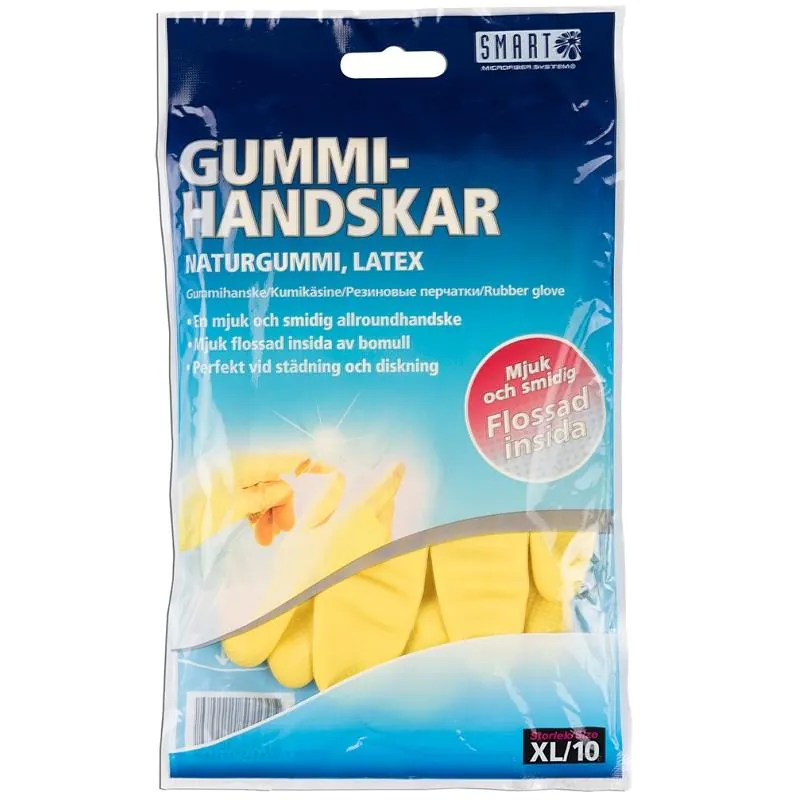 SMART
MICROFIBER SYSTEM®
GUMMI-
HANDSKAR
NATURGUMMI, LATEX
Gummihanske/Kumikäsine/Резиновые перчатки/Rubber glove
•En mjuk och smidig allroundhandske
•Mjuk flossad insida av bomull
•Perfekt vid städning och diskning
Mjuk
och smidig
Flossad
insida
Storlek/Size
XL/10